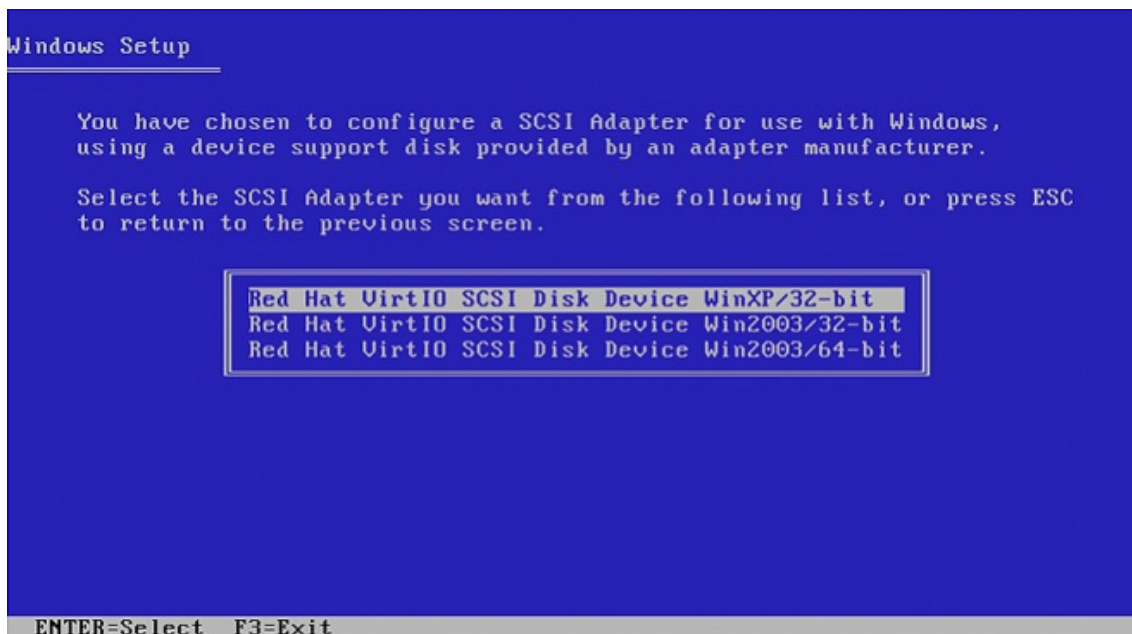 Windows Setup
You have chosen to configure a SCSI Adapter for use with Windows,
using a device support disk provided by an adapter manufacturer.
Select the SCSI Adapter you want from the following list, or press ESC
to return to the previous screen.
Red Hat VirtIO SCSI Disk Device WinXP/32-bit
Red Hat VirtIO SCSI Disk Device Win2003/32-bit
Red Hat VirtIO SCSI Disk Device Win2003/64-bit
ENTER=Select F3=Exit